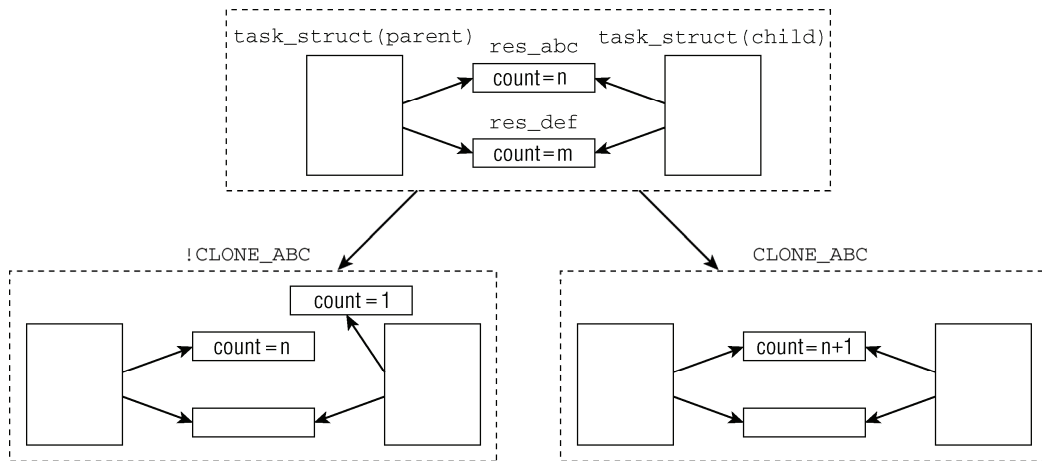 task_struct(parent) res_abc task_struct(child)
count=n
res_def
count=m
!CLONE_ABC
CLONE_ABC
count=1
count=n
count=n+1